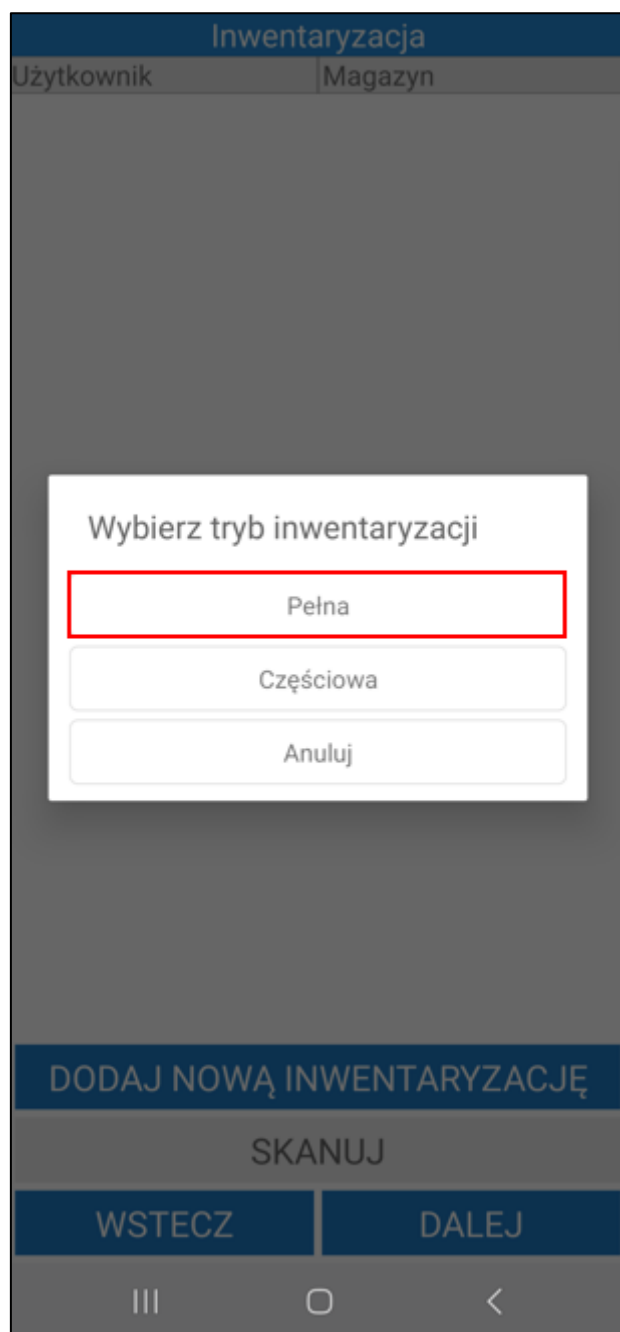 Inwentaryzacja
Użytkownik Magazyn
Wybierz tryb inwentaryzacji
Pełna
Częściowa
Anuluj
DODAJ NOWĄ INWENTARYZACJĘ
SKANUJ
WSTECZ DALEJ